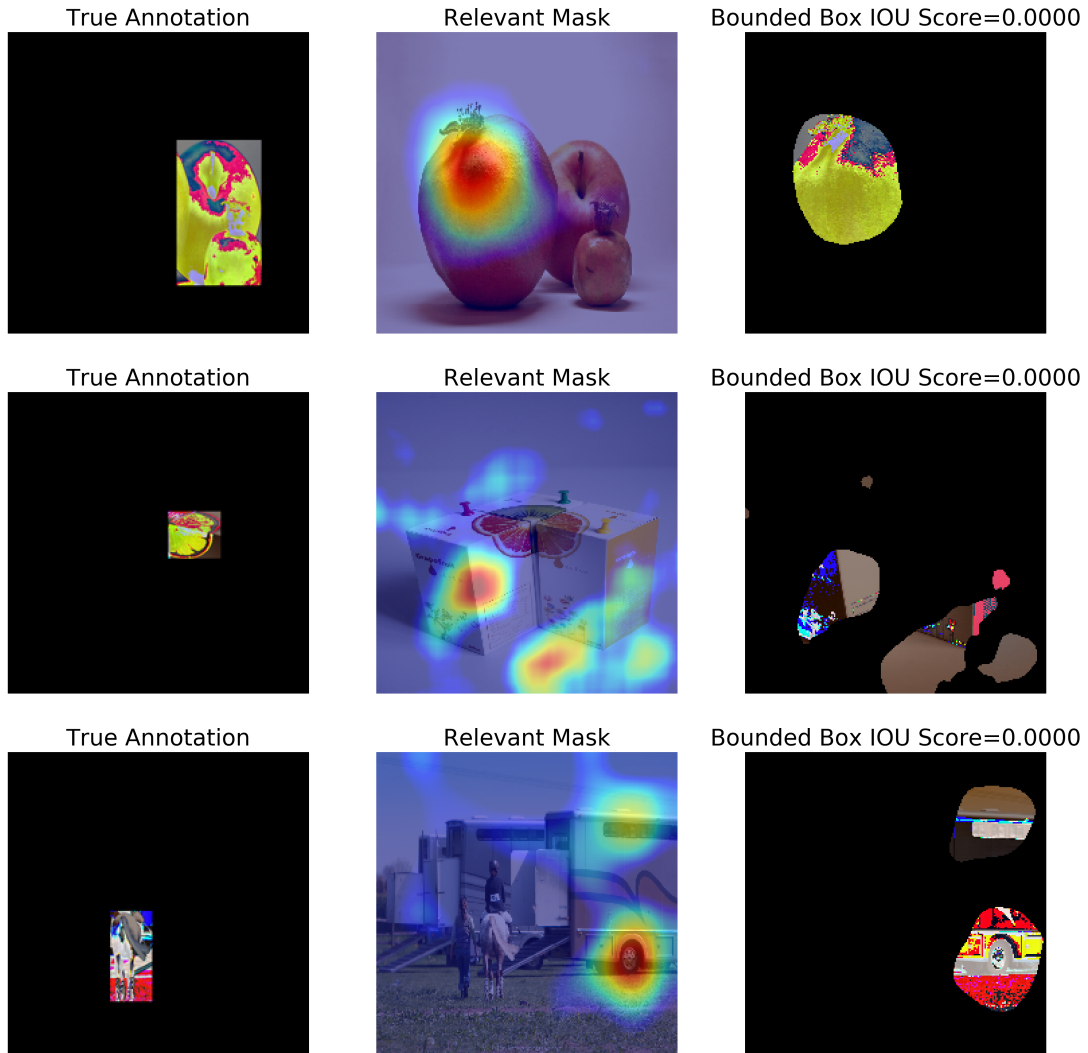 True Annotation
Relevant Mask
Bounded Box IOU Score=0.0000
True Annotation
Relevant Mask
Bounded Box IOU Score=0.0000
Grapefruit
True Annotation
Relevant Mask
Bounded Box IOU Score=0.0000